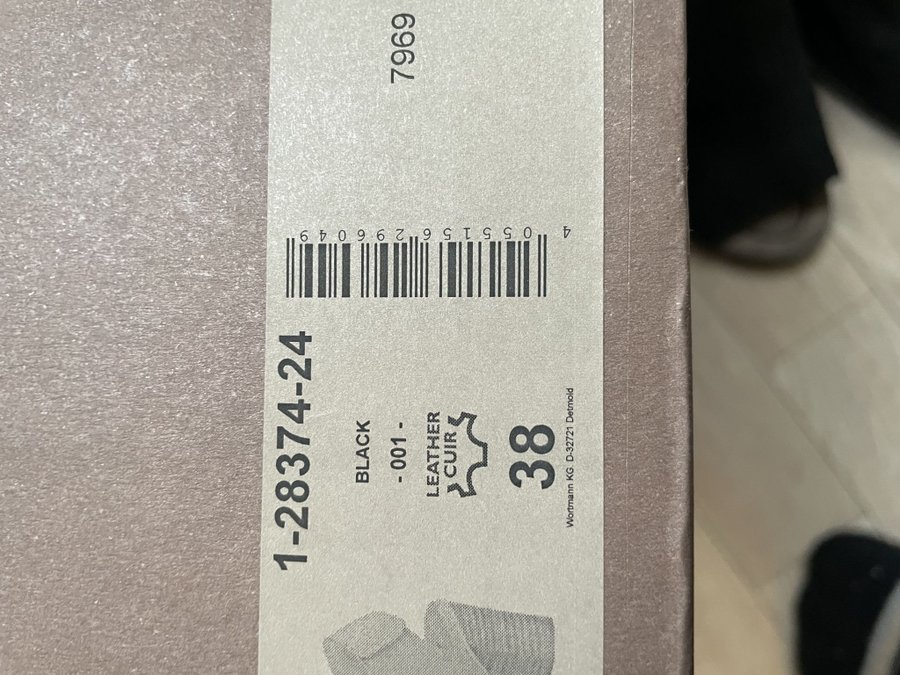 7969
4 055156 296049
1-28374-24
BLACK
- 001 -
LEATHER
CUIR
38
Wortmann KG D-32721 Detmold